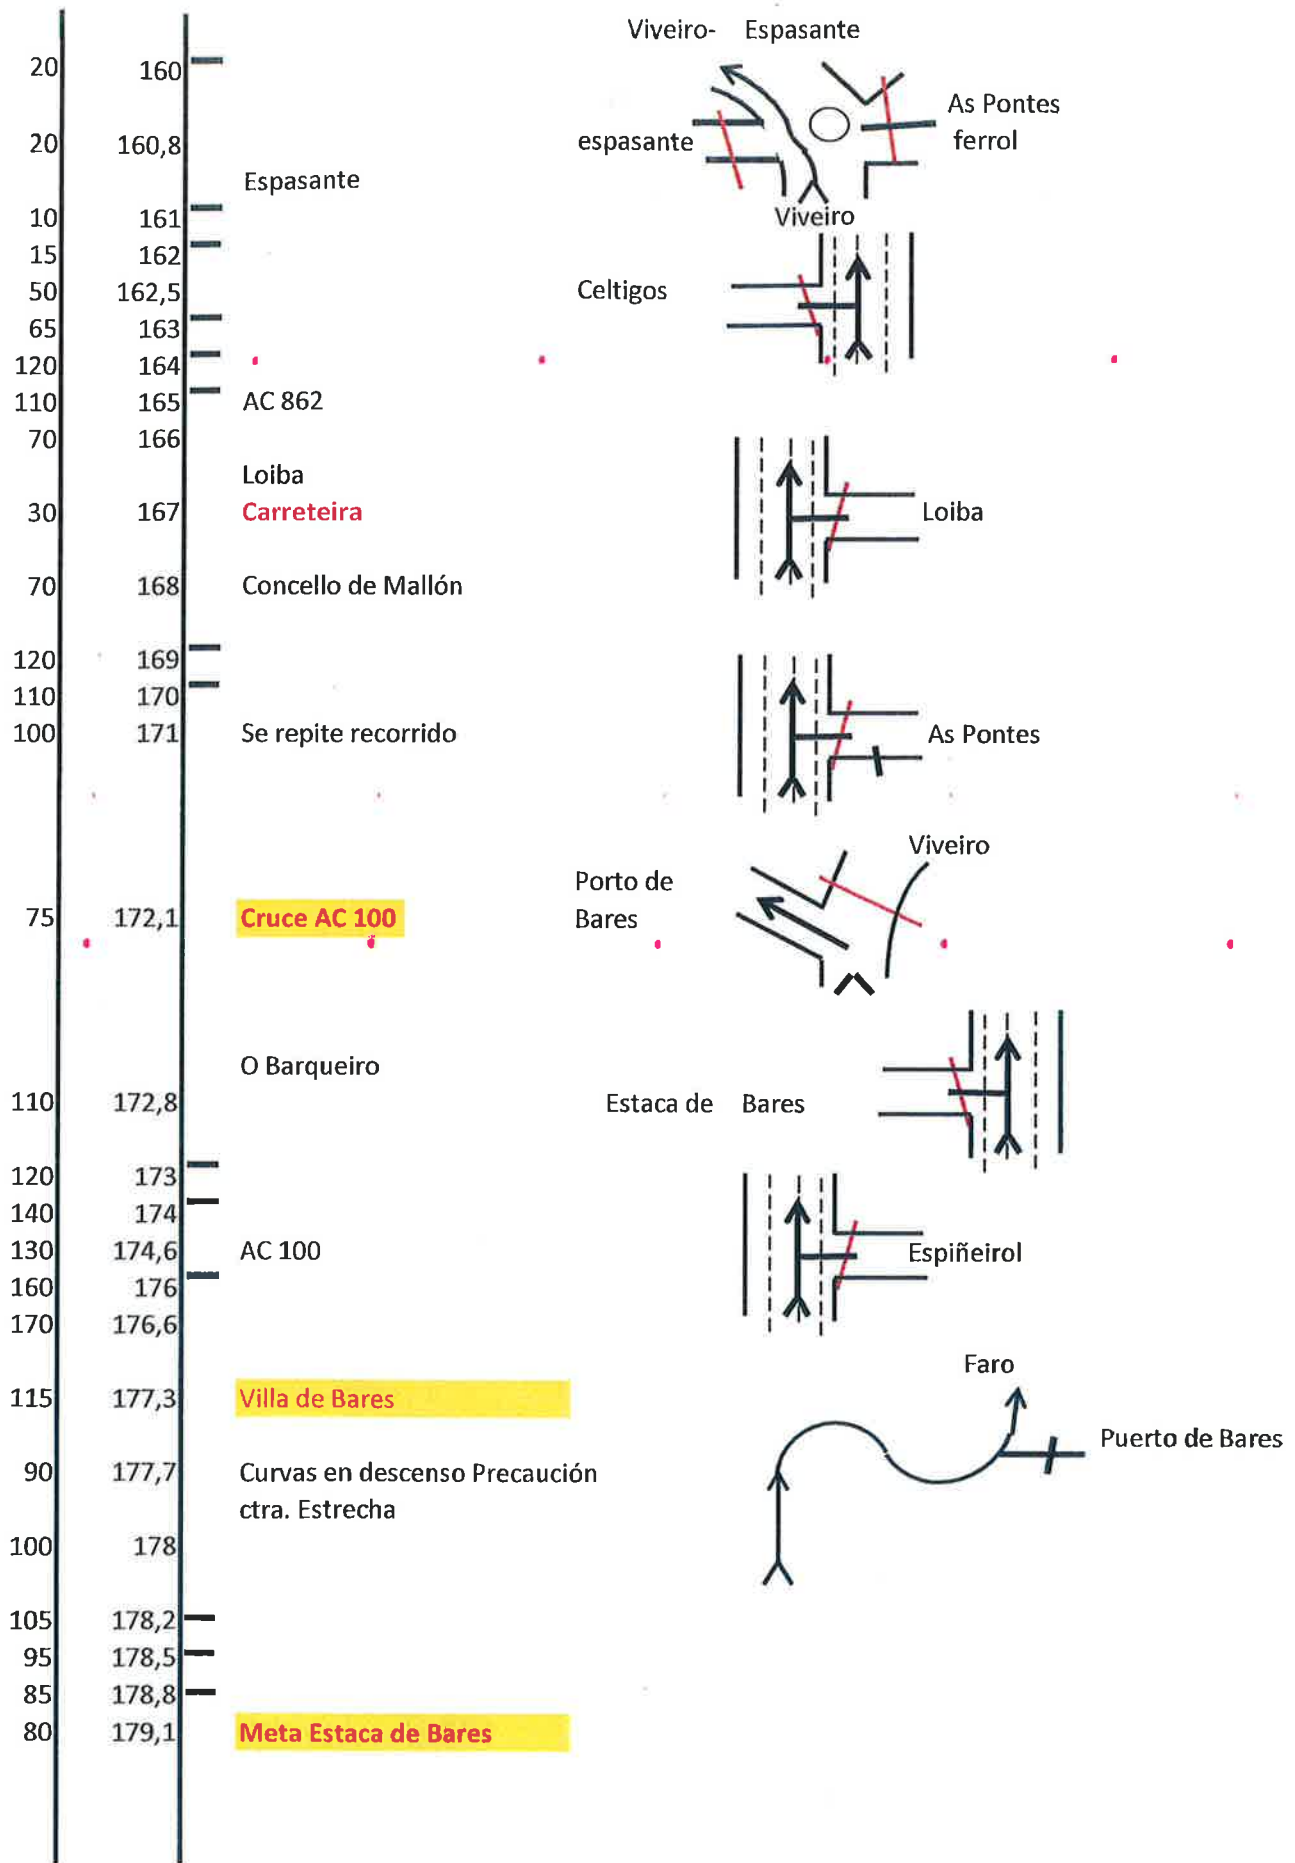 Viveiro- Espasante
20 160
As Pontes
ferrol
20 160,8 espasante
Espasante
10 161 Viveiro
15 162
50 162,5 Celtigos
65 163
120 164
110 165 AC 862
70 166
Loiba
30 167 Carreteira Loiba
70 168 Concello de Mallón
120 169
110 170
100 171 Se repite recorrido As Pontes
Viveiro
Porto de
75 172,1 Cruce AC 100 Bares
O Barqueiro
110 172,8 Estaca de Bares
120 173
140 174
130 174,6 AC 100 Espiñeirol
160 176
170 176,6
Faro
115 177,3 Villa de Bares
Puerto de Bares
90 177,7 Curvas en descenso Precaución
ctra. Estrecha
100 178
105 178,2
95 178,5
85 178,8
80 179,1 Meta Estaca de Bares